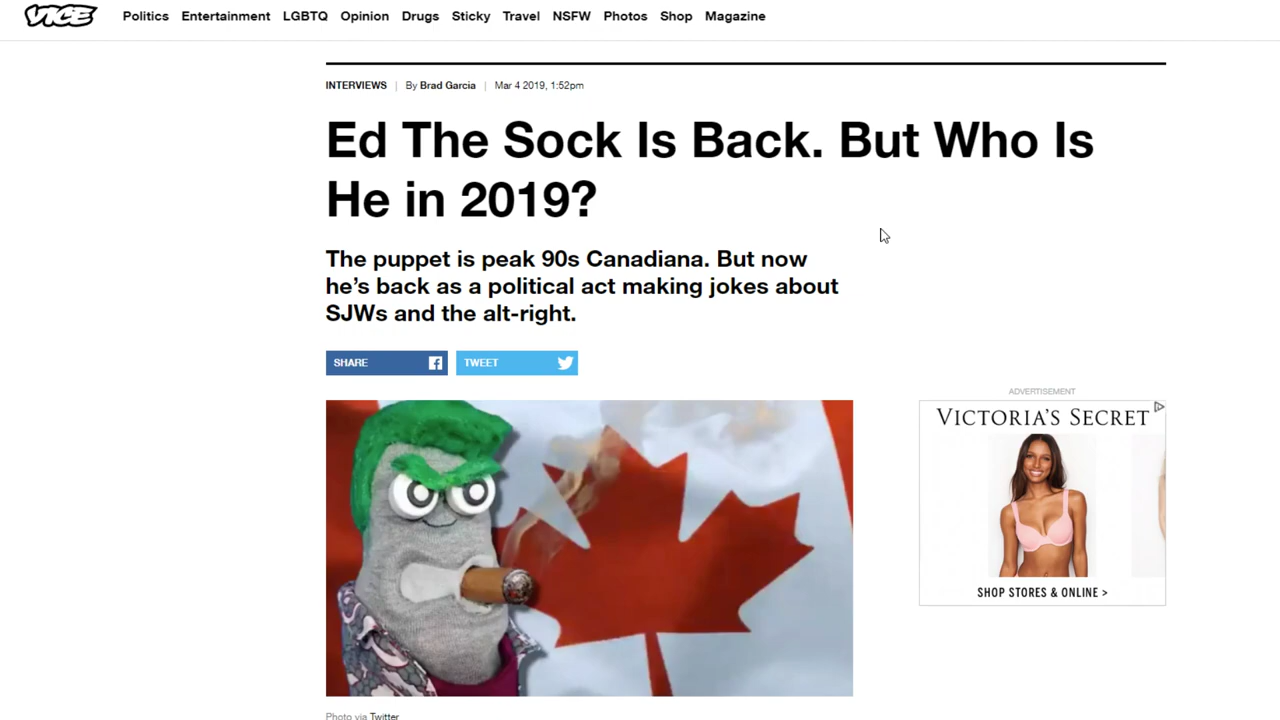 VICE
Politics Entertainment LGBTQ Opinion Drugs Sticky Travel NSFW Photos Shop Magazine
INTERVIEWS | By Brad Garcia | Mar 4 2019, 1:52pm
Ed The Sock Is Back. But Who Is
He in 2019?
The puppet is peak 90s Canadiana. But now
he’s back as a political act making jokes about
SJWs and the alt-right.
SHARE TWEET
ADVERTISEMENT
VICTORIA'S SECRET
SHOP STORES & ONLINE >
Photo via Twitter